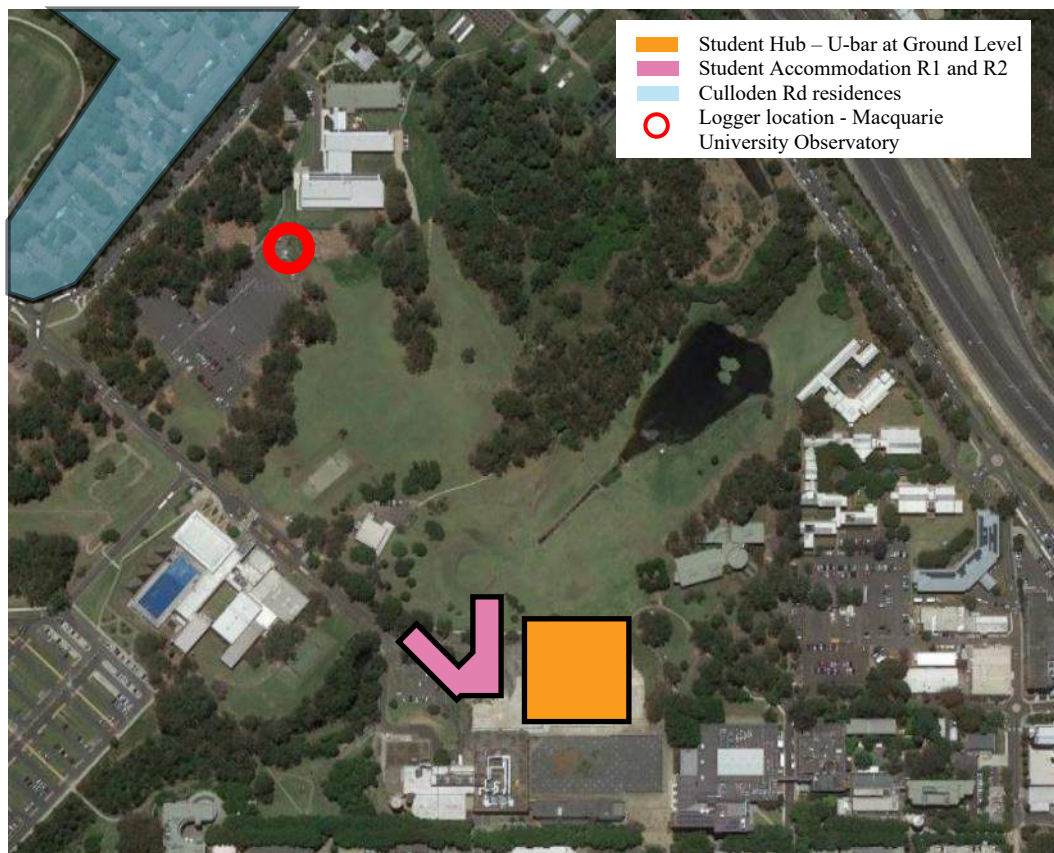 Student Hub – U-bar at Ground Level
Student Accommodation R1 and R2
Culloden Rd residences
Logger location - Macquarie
University Observatory